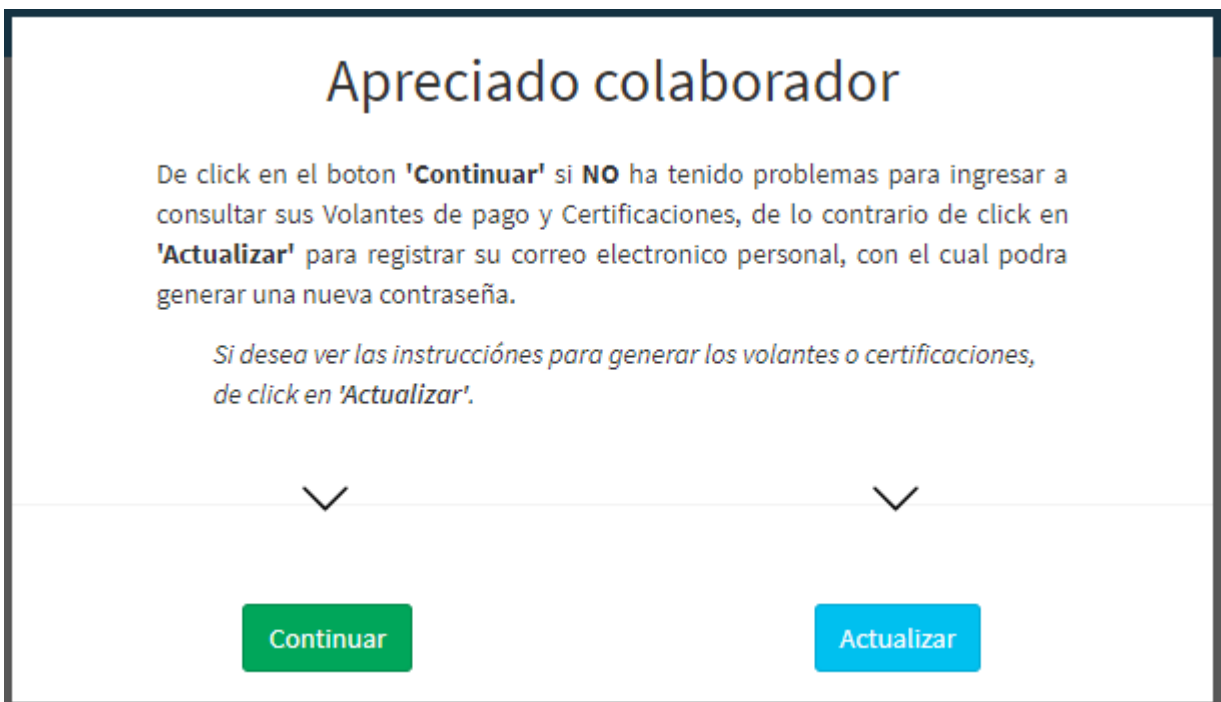 Apreciado colaborador
De click en el boton 'Continuar' si NO ha tenido problemas para ingresar a
consultar sus Volantes de pago y Certificaciones, de lo contrario de click en
'Actualizar' para registrar su correo electronico personal, con el cual podra
generar una nueva contraseña.
Si desea ver las instrucciónes para generar los volantes o certificaciones,
de click en 'Actualizar'.
Continuar
Actualizar